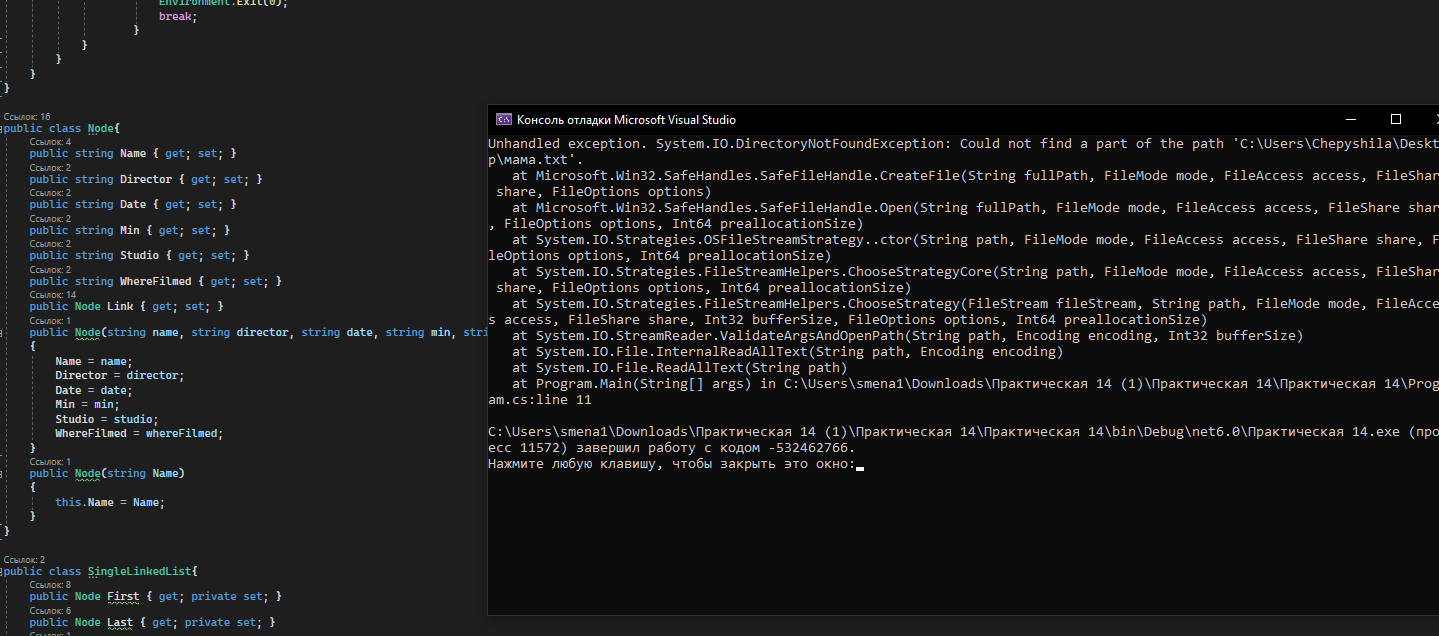 Environment.Exit(0);
break;
}
}
}
}
}
Ссылок: 16
public class Node{
Ссылок: 4
public string Name { get; set; }
Ссылок: 2
public string Director { get; set; }
Ссылок: 2
public string Date { get; set; }
Ссылок: 2
public string Min { get; set; }
Ссылок: 2
public string Studio { get; set; }
Ссылок: 2
public string WhereFilmed { get; set; }
Ссылок: 14
public Node Link { get; set; }
Ссылок: 1
public Node(string name, string director, string date, string min, stri
{
Name = name;
Director = director;
Date = date;
Min = min;
Studio = studio;
WhereFilmed = whereFilmed;
}
Ссылок: 1
public Node(string Name)
{
this.Name = Name;
}
}
Ссылок: 2
public class SingleLinkedList{
Ссылок: 8
public Node First { get; private set; }
Ссылок: 6
public Node Last { get; private set; }
Ссылок: 1
Консоль отладки Microsoft Visual Studio
Unhandled exception. System.IO.DirectoryNotFoundException: Could not find a part of the path 'C:\Users\Chepyshila\Deskt
p\мама.txt'.
at Microsoft.Win32.SafeHandles.SafeFileHandle.CreateFile(String fullPath, FileMode mode, FileAccess access, FileShar
share, FileOptions options)
at Microsoft.Win32.SafeHandles.SafeFileHandle.Open(String fullPath, FileMode mode, FileAccess access, FileShare shar
, FileOptions options, Int64 preallocationSize)
at System.IO.Strategies.OSFileStreamStrategy..ctor(String path, FileMode mode, FileAccess access, FileShare share, F
leOptions options, Int64 preallocationSize)
at System.IO.Strategies.FileStreamHelpers.ChooseStrategyCore(String path, FileMode mode, FileAccess access, FileShar
share, FileOptions options, Int64 preallocationSize)
at System.IO.Strategies.FileStreamHelpers.ChooseStrategy(FileStream fileStream, String path, FileMode mode, FileAcce
s access, FileShare share, Int32 bufferSize, FileOptions options, Int64 preallocationSize)
at System.IO.StreamReader.ValidateArgsAndOpenPath(String path, Encoding encoding, Int32 bufferSize)
at System.IO.File.InternalReadAllText(String path, Encoding encoding)
at System.IO.File.ReadAllText(String path)
at Program.Main(String[] args) in C:\Users\smena1\Downloads\Практическая 14 (1)\Практическая 14\Практическая 14\Prog
am.cs:line 11
C:\Users\smena1\Downloads\Практическая 14 (1)\Практическая 14\Практическая 14\bin\Debug\net6.0\Практическая 14.exe (про
есс 11572) завершил работу с кодом -532462766.
Нажмите любую клавишу, чтобы закрыть это окно: